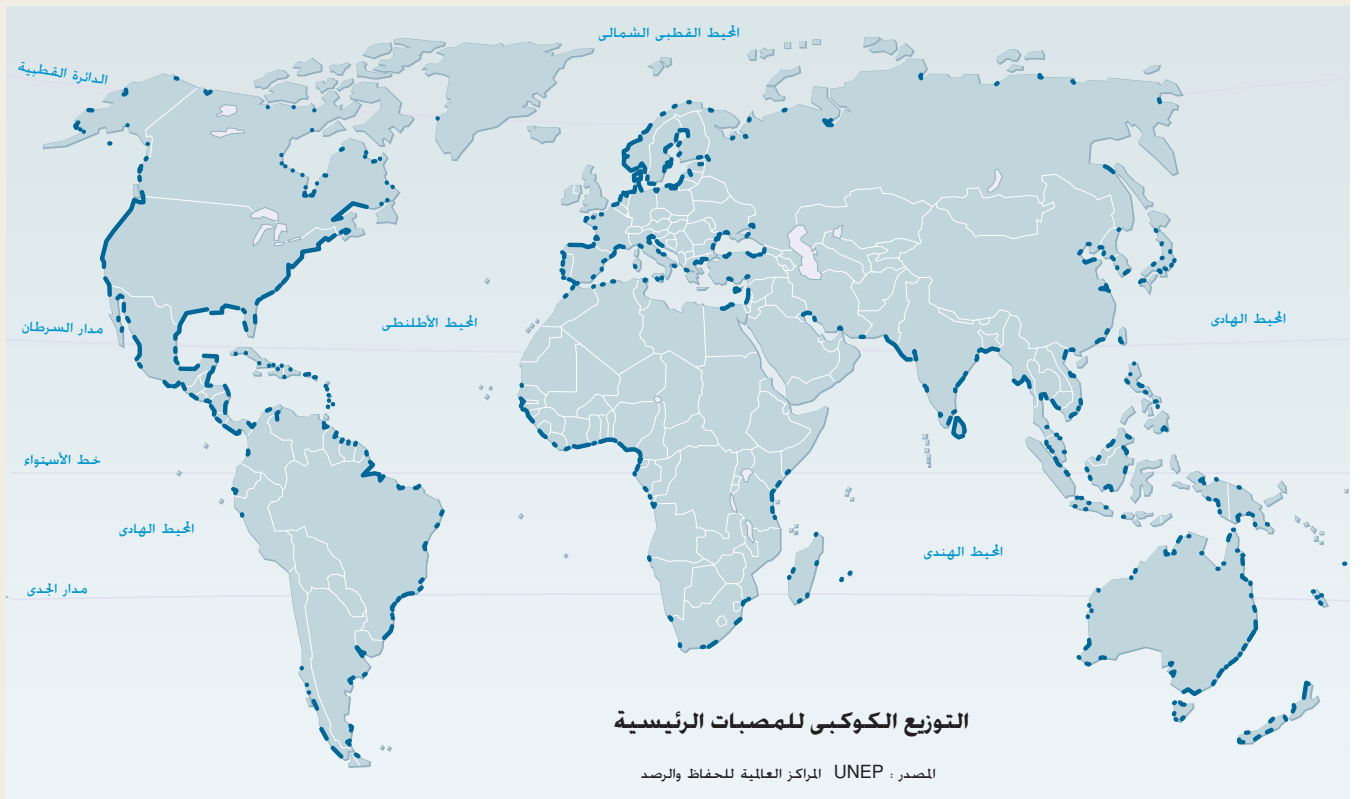 المحيط القطبى الشمالى
الدائرة القطبية
المحيط الهادى
المحيط الأطلنطى
مدار السرطان
خط الأستواء
المحيط الهادى
المحيط الهندى
مدار الجدى
التوزيع الكوكبى للمصبات الرئيسية
المصدر : UNEP المراكز العالمية للحفاظ والرصد